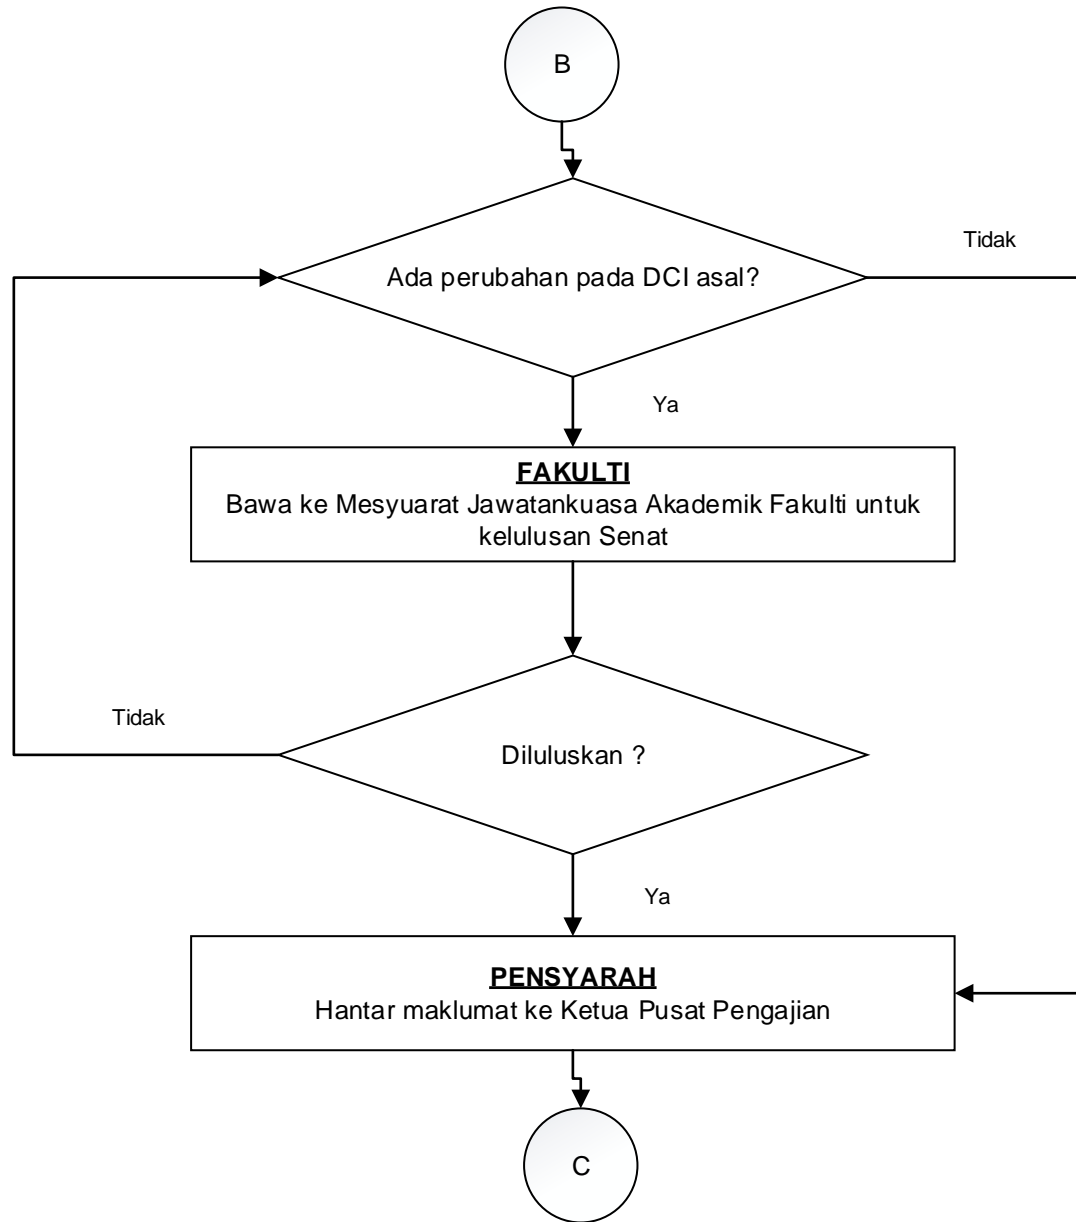 B
Tidak
Ada perubahan pada DCI asal?
Ya
FAKULTI
Bawa ke Mesyuarat Jawatankuasa Akademik Fakulti untuk
kelulusan Senat
Tidak
Diluluskan ?
Ya
PENSYARAH
Hantar maklumat ke Ketua Pusat Pengajian
C